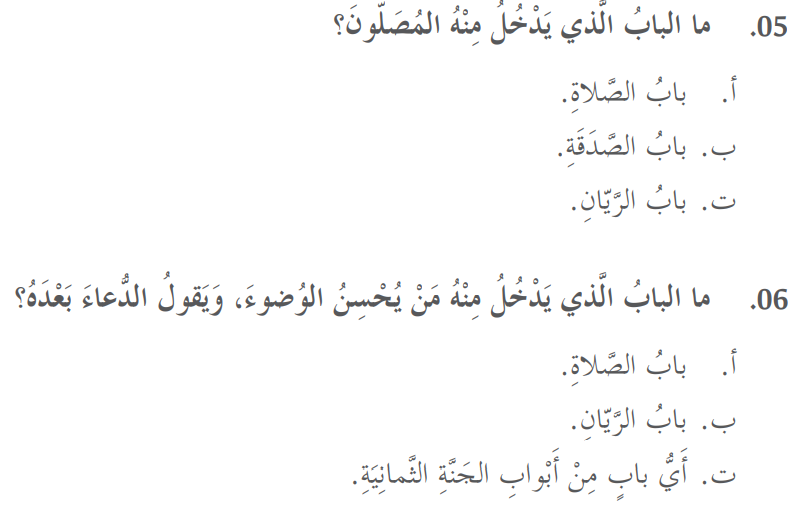 05. ما البابُ الَّذي يَدْخُلُ مِنْهُ المُصَلّونَ؟
أ. بابُ الصَّلاةِ.
ب. بابُ الصَّدَقَةِ.
ت. بابُ الرَّيّانِ.
06. ما البابُ الَّذي يَدْخُلُ مِنْهُ مَنْ يُحْسِنُ الوُضوءَ، وَيَقولُ الدُّعاءَ بَعْدَهُ؟
أ. بابُ الصَّلاةِ.
ب. بابُ الرَّيّانِ.
ت. أَيُّ بابٍ مِنْ أَبْوابِ الجَنَّةِ الثَّمانِيَةِ.